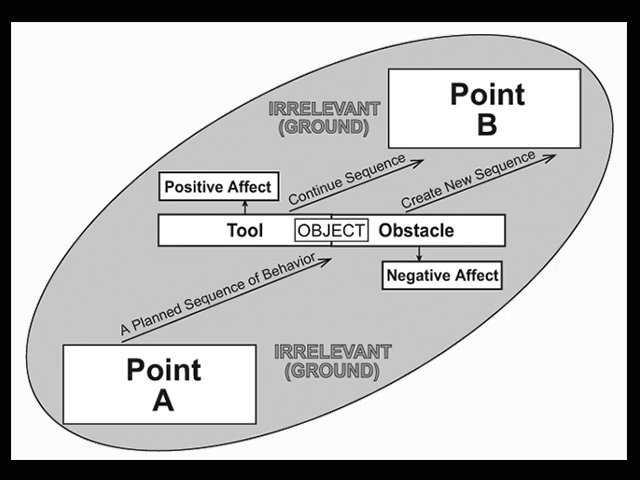 IRRELEVANT
(GROUND)
Point
B
Continue Sequence
Create New Sequence
Positive Affect
Tool
OBJECT
Obstacle
Negative Affect
A Planned Sequence of Behavior
Point
A
IRRELEVANT
(GROUND)